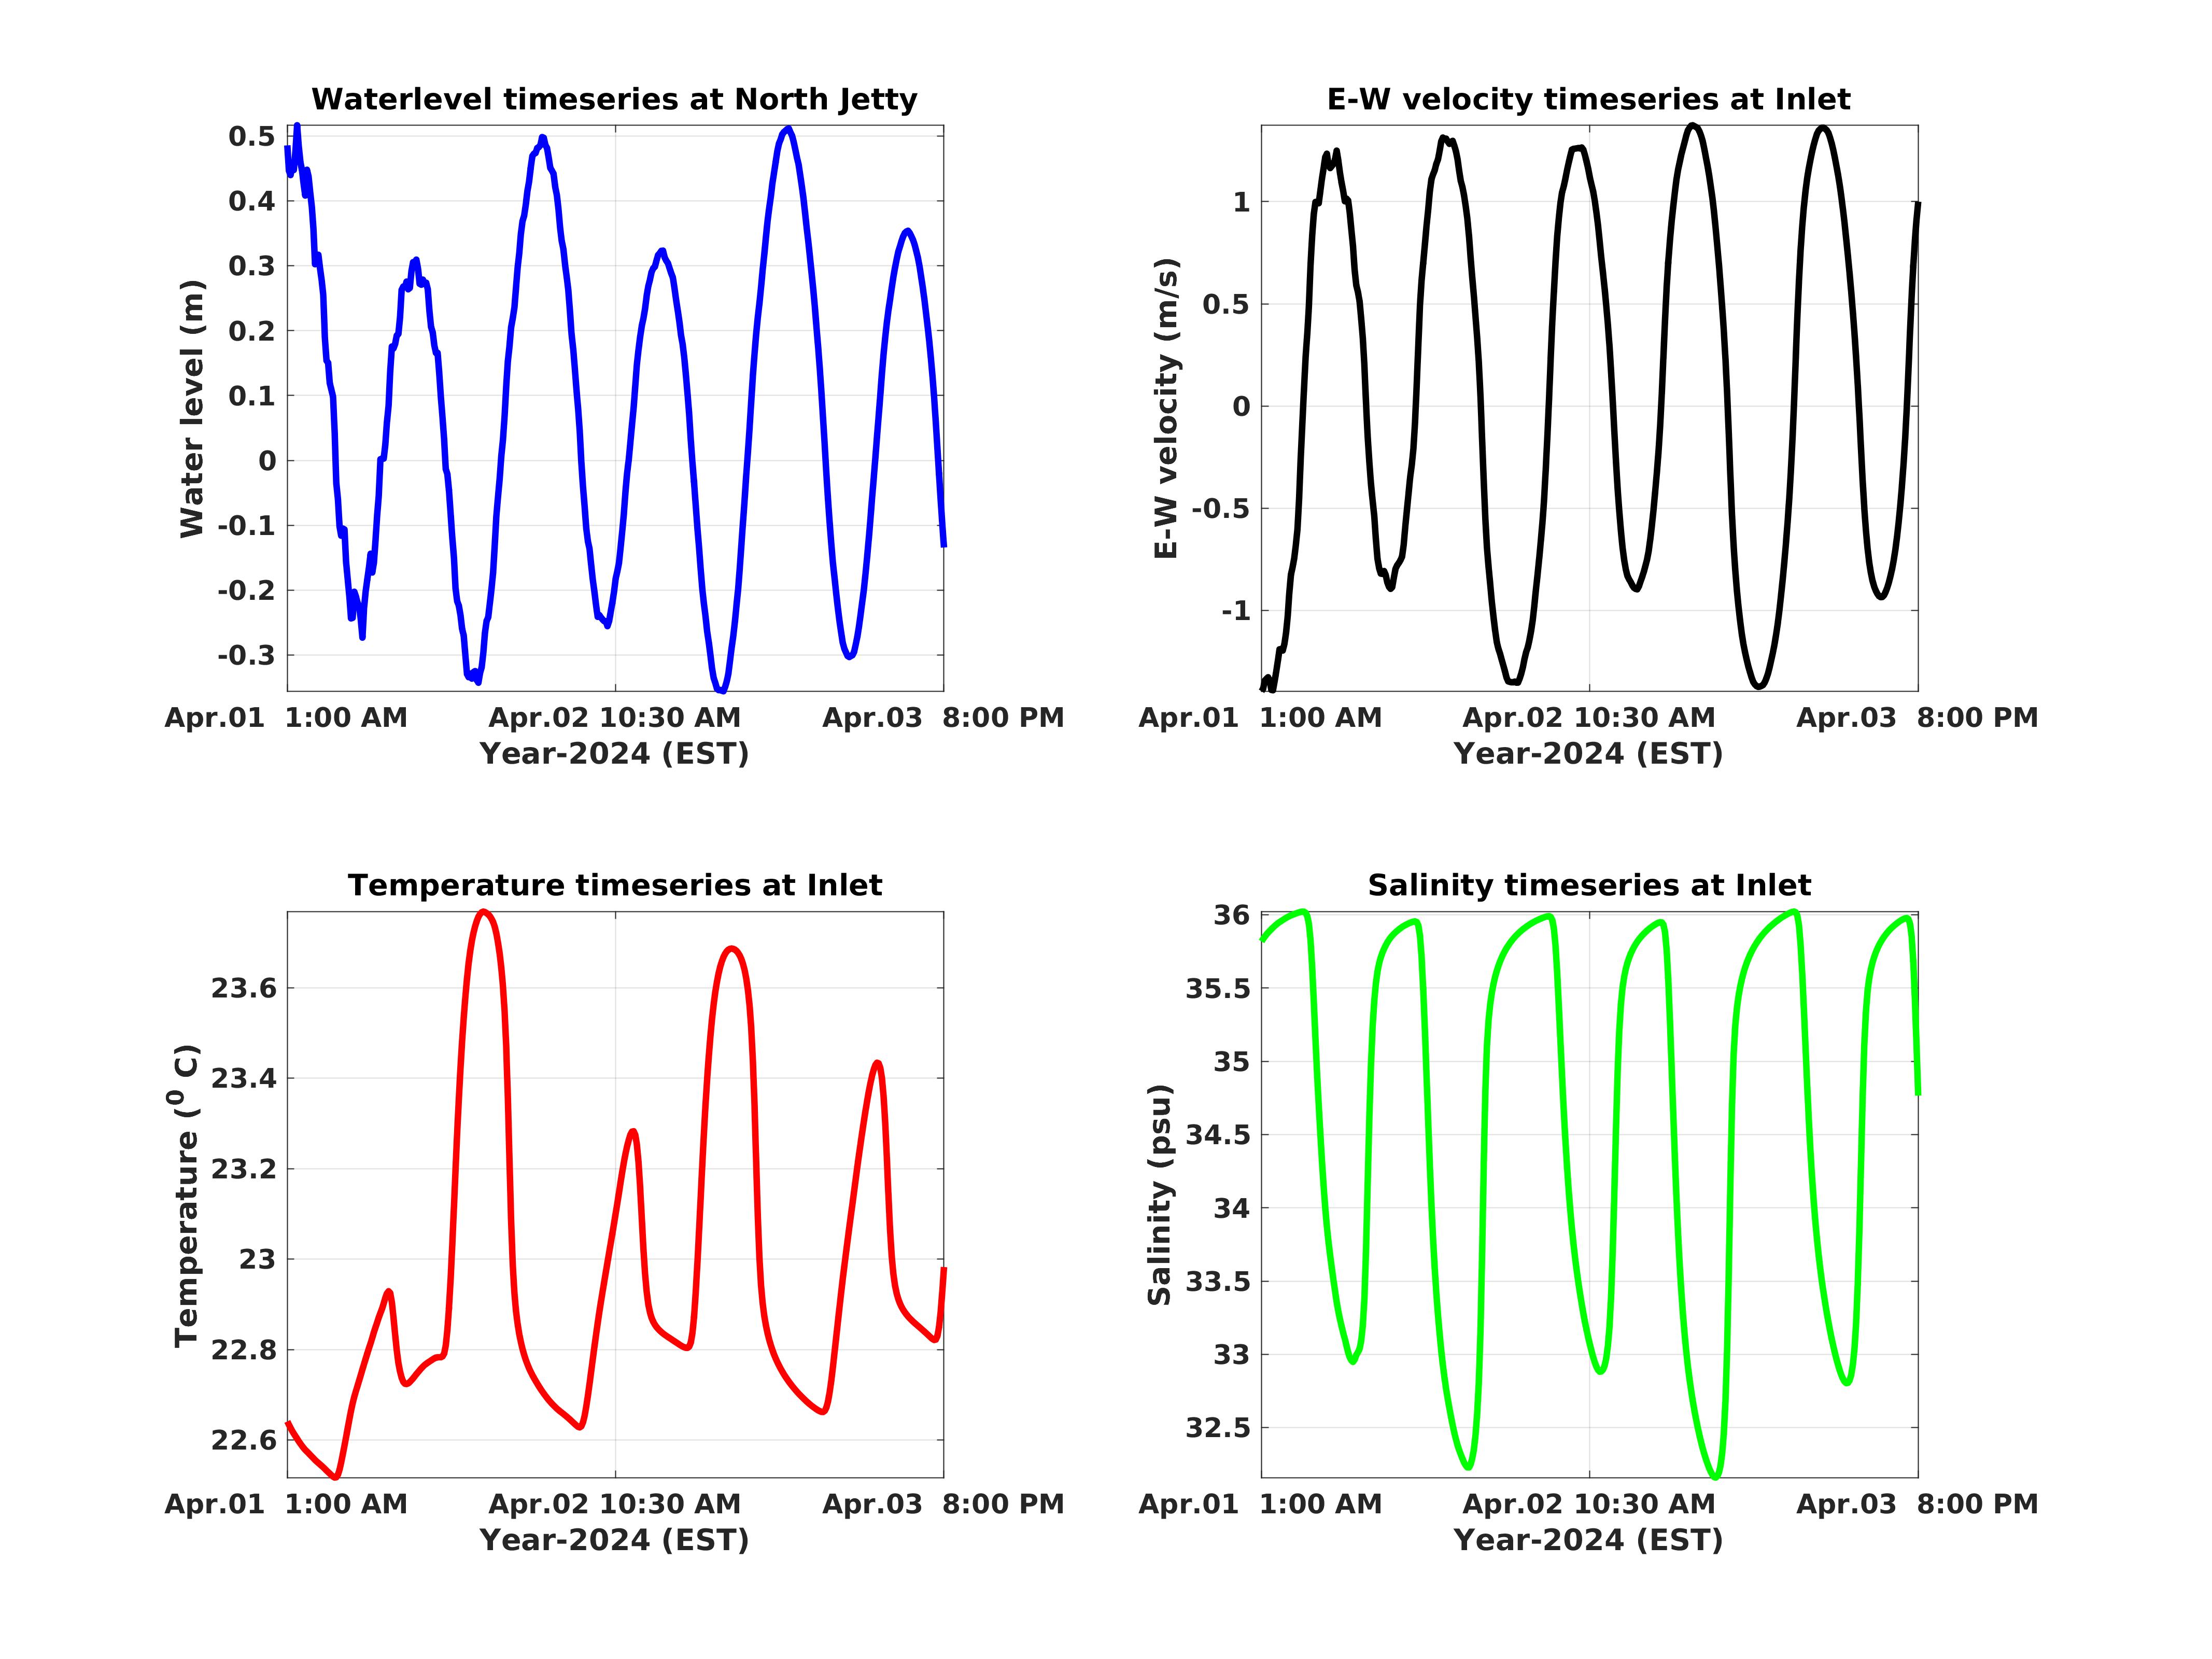 Waterlevel timeseries at North Jetty
0.5
0.4
0.3
0.2
0.1
0
-0.1
-0.2
-0.3
Water level (m)
Apr.01 1:00 AM Apr.02 10:30 AM Apr.03 8:00 PM
Year-2024 (EST)
E-W velocity timeseries at Inlet
1
0.5
0
-0.5
-1
E-W velocity (m/s)
Apr.01 1:00 AM Apr.02 10:30 AM Apr.03 8:00 PM
Year-2024 (EST)
Temperature timeseries at Inlet
23.6
23.4
23.2
23
22.8
22.6
Temperature (⁰ C)
Apr.01 1:00 AM Apr.02 10:30 AM Apr.03 8:00 PM
Year-2024 (EST)
Salinity timeseries at Inlet
36
35.5
35
34.5
34
33.5
33
32.5
Salinity (psu)
Apr.01 1:00 AM Apr.02 10:30 AM Apr.03 8:00 PM
Year-2024 (EST)